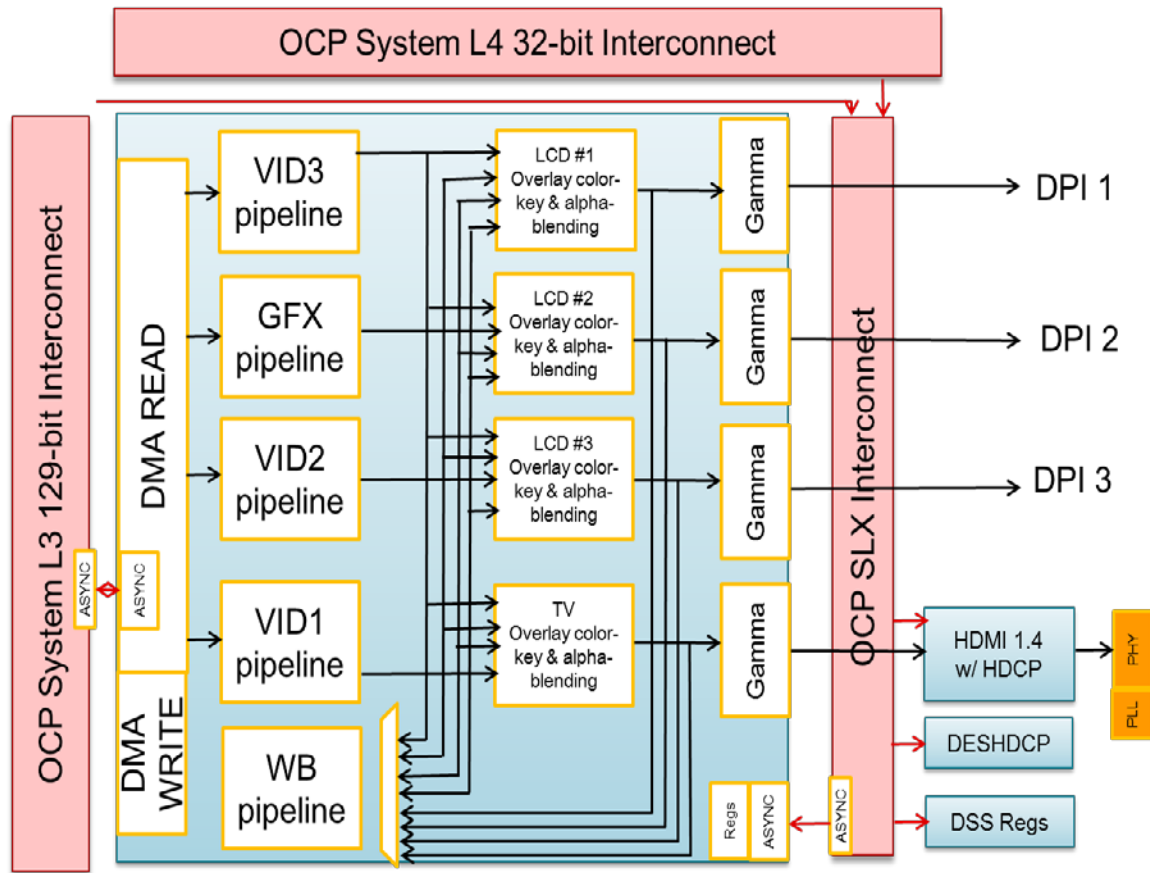 OCP System L4 32-bit Interconnect
OCP System L3 129-bit Interconnect
ASYNC
ASYNC
DMA READ
DMA
WRITE
VID3
pipeline
GFX
pipeline
VID2
pipeline
VID1
pipeline
WB
pipeline
LCD #1
Overlay color-
key & alpha-
blending
LCD #2
Overlay color-
key & alpha-
blending
LCD #3
Overlay color-
key & alpha-
blending
TV
Overlay color-
key & alpha-
blending
Gamma
Gamma
Gamma
Gamma
Regs
ASYNC
ASYNC
OCP SLX Interconnect
DPI 1
DPI 2
DPI 3
HDMI 1.4
w/ HDCP
PHY
PLL
DESHDCP
DSS Regs